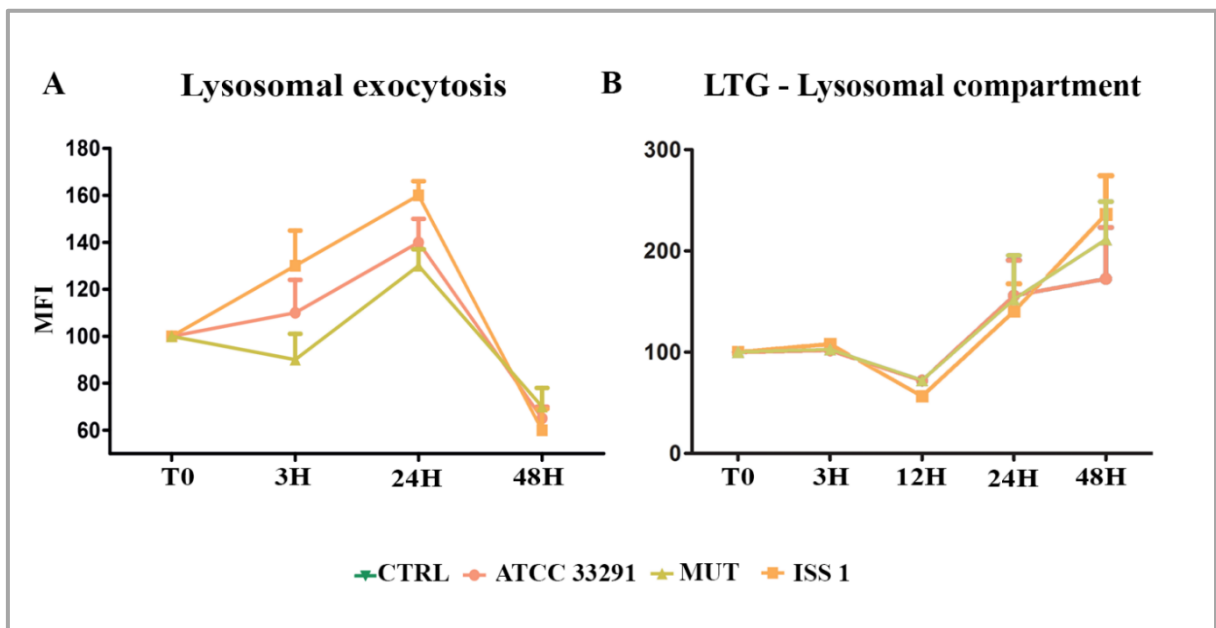 A Lysosomal exocytosis
MFI
180
160
140
120
100
80
60
T0 3H 24H 48H
B LTG - Lysosomal compartment
300
200
100
0
T0 3H 12H 24H 48H
CTRL ATCC 33291 MUT ISS 1